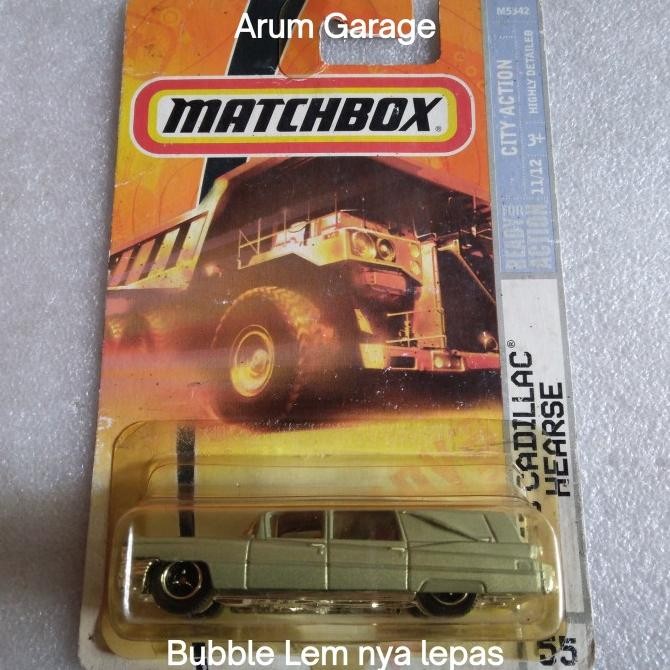 Arum Garage
M5342
MATCHBOX®
CITY ACTION
HIGHLY DETAILED
11/12
READY FOR
ACTION
CADILLAC®
HEARSE
55
Bubble Lem nya lepas